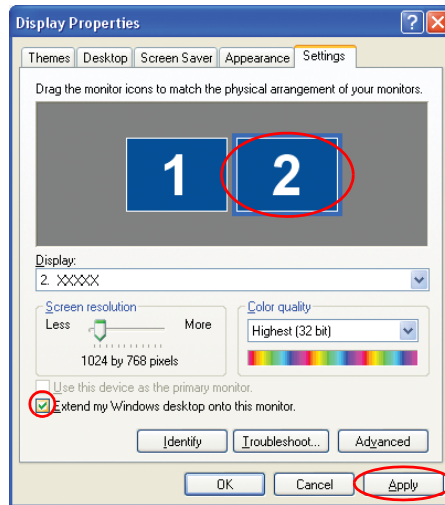 Display Properties
Themes Desktop Screen Saver Appearance Settings
Drag the monitor icons to match the physical arrangement of your monitors.
1 2
Display:
2. XXXXX
Screen resolution
Less More
1024 by 768 pixels
Color quality
Highest (32 bit)
Use this device as the primary monitor.
Extend my Windows desktop onto this monitor.
Identify Troubleshoot... Advanced
OK Cancel Apply